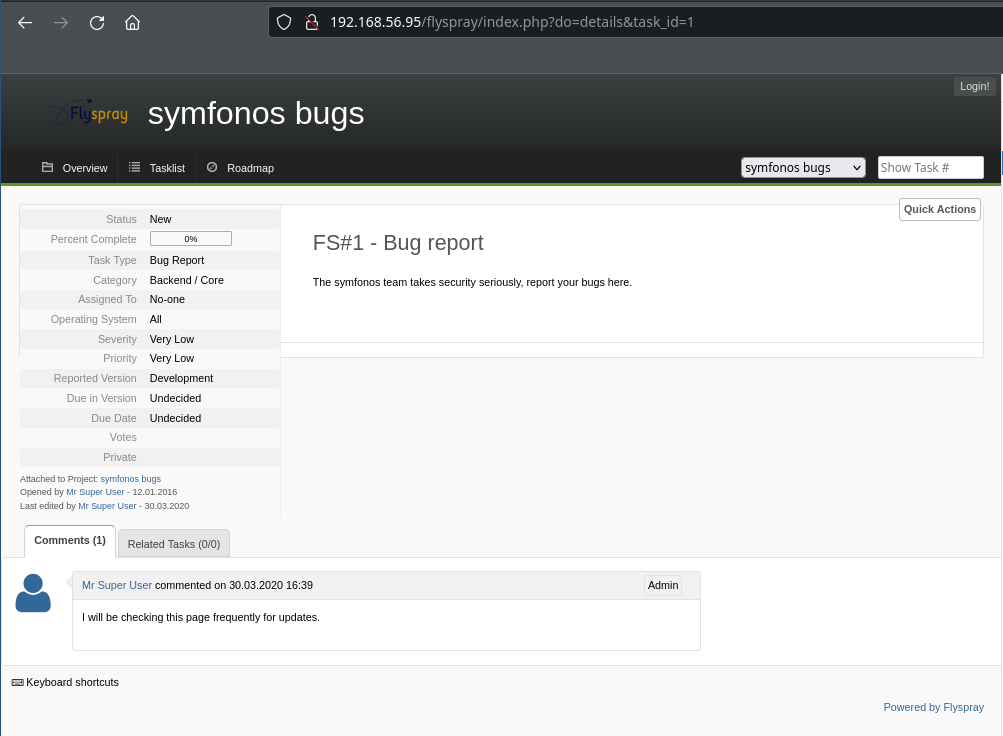 192.168.56.95/flyspray/index.php?do=details&task_id=1
Login!
Flyspray
symfonos bugs
Overview
Tasklist
Roadmap
symfonos bugs
Show Task #
Quick Actions
Status New
Percent Complete 0%
Task Type Bug Report
Category Backend / Core
Assigned To No-one
Operating System All
Severity Very Low
Priority Very Low
Reported Version Development
Due in Version Undecided
Due Date Undecided
Votes
Private
Attached to Project: symfonos bugs
Opened by Mr Super User - 12.01.2016
Last edited by Mr Super User - 30.03.2020
FS#1 - Bug report
The symfonos team takes security seriously, report your bugs here.
Comments (1)
Related Tasks (0/0)
Mr Super User commented on 30.03.2020 16:39
Admin
I will be checking this page frequently for updates.
Keyboard shortcuts
Powered by Flyspray